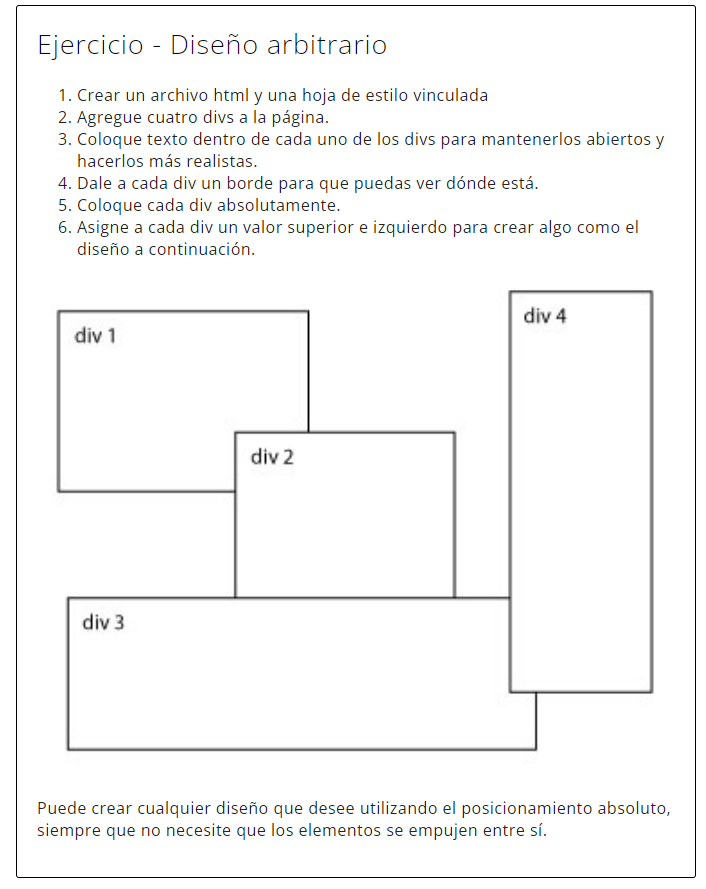 Ejercicio - Diseño arbitrario
1. Crear un archivo html y una hoja de estilo vinculada
2. Agregue cuatro divs a la página.
3. Coloque texto dentro de cada uno de los divs para mantenerlos abiertos y
hacerlos más realistas.
4. Dale a cada div un borde para que puedas ver dónde está.
5. Coloque cada div absolutamente.
6. Asigne a cada div un valor superior e izquierdo para crear algo como el
diseño a continuación.
div 1
div 4
div 2
div 3
Puede crear cualquier diseño que desee utilizando el posicionamiento absoluto,
siempre que no necesite que los elementos se empujen entre sí.